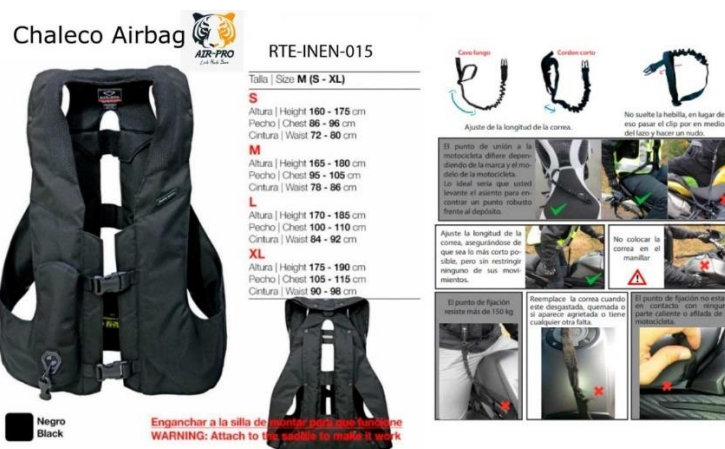 Chaleco Airbag
AIR-PRO
RTE-INEN-015
Talla | Size M (S - XL)
S
Altura | Height 160 - 175 cm
Pecho | Chest 86 - 96 cm
Cintura | Waist 72 - 80 cm
M
Altura | Height 165 - 180 cm
Pecho | Chest 95 - 105 cm
Cintura | Waist 78 - 86 cm
L
Altura | Height 170 - 185 cm
Pecho | Chest 100 - 110 cm
Cintura | Waist 84 - 92 cm
XL
Altura | Height 175 - 190 cm
Pecho | Chest 105 - 115 cm
Cintura | Waist 90 - 98 cm
Negro
Black
Enganchar a la silla de montar para que funcione
WARNING: Attach to the saddle to make it work
Cavo lungo
Cordon corto
Ajuste de la longitud de la correa.
No suelte la hebilla, en lugar de
eso pasar el clip por en medio
del lazo y hacer un nudo.
El punto de unión a la
motocicleta difiere depen-
diendo de la marca y el mo-
delo de la motocicleta.
Lo ideal sería que usted
levante el asiento para en-
contrar un punto robusto
frente al depósito.
Ajuste la longitud de la
correa, asegurándose de
que sea lo más corto po-
sible, pero sin restringir
ninguno de sus movi-
mientos.
No colocar la
correa en el
manillar
El punto de fijación
resiste más de 150 kg
Reemplace la correa cuando
este desgastada, quemada o
si aparece agrietada o tiene
cualquier otra falta.
El punto de fijación no est
en contacto con ningun
parte caliente o afilada de
motocicleta.